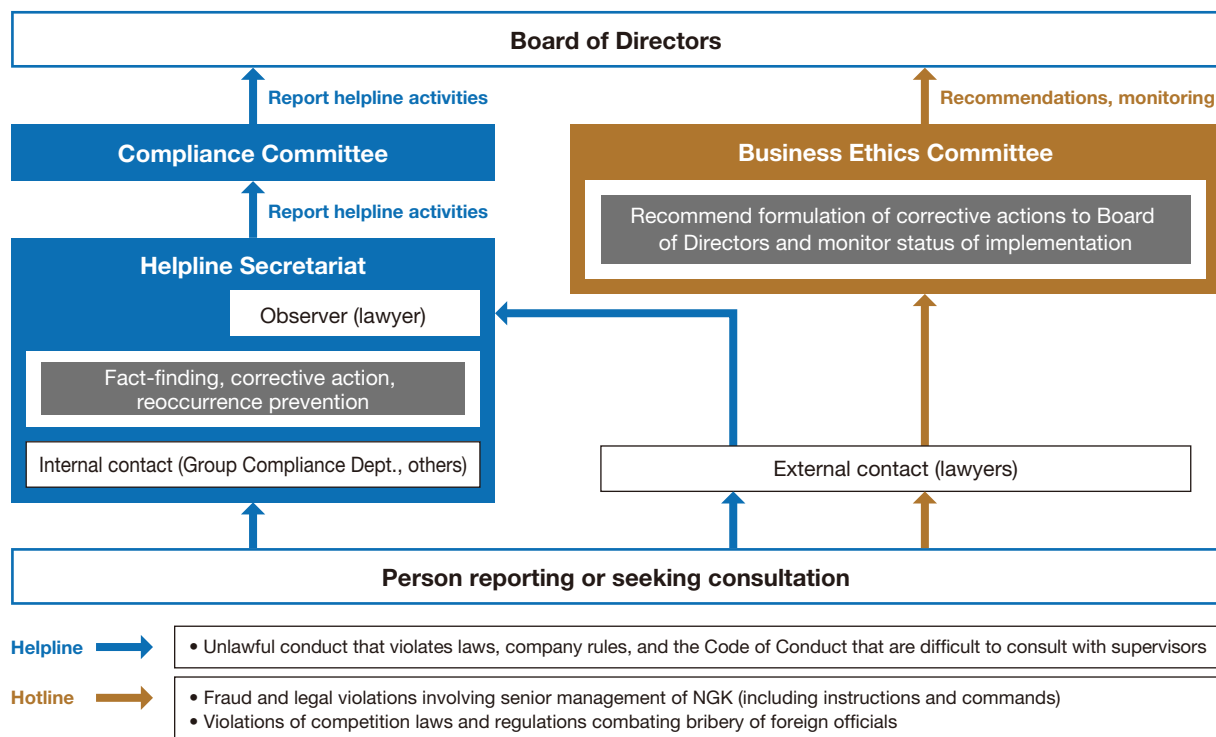 Board of Directors
Report helpline activities
Recommendations, monitoring
Compliance Committee
Business Ethics Committee
Report helpline activities
Recommend formulation of corrective actions to Board
of Directors and monitor status of implementation
Helpline Secretariat
Observer (lawyer)
Fact-finding, corrective action,
reoccurrence prevention
Internal contact (Group Compliance Dept., others)
External contact (lawyers)
Person reporting or seeking consultation
Helpline
• Unlawful conduct that violates laws, company rules, and the Code of Conduct that are difficult to consult with supervisors
Hotline
• Fraud and legal violations involving senior management of NGK (including instructions and commands)
• Violations of competition laws and regulations combating bribery of foreign officials